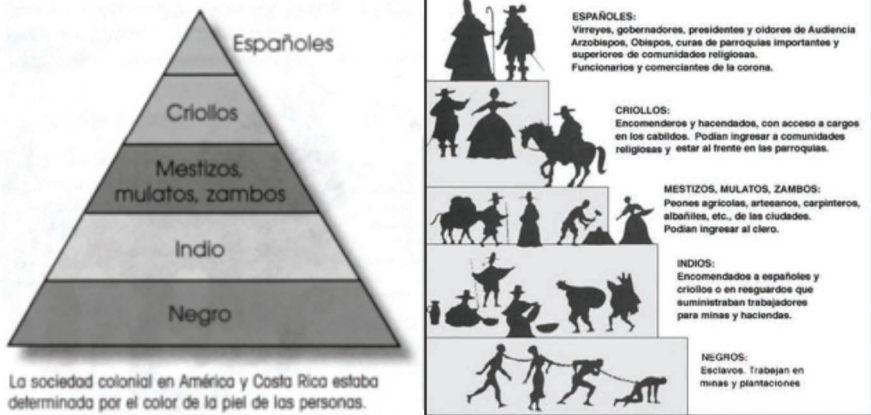 Españoles
Criollos
Mestizos,
mulatos, zambos
Indio
Negro
La sociedad colonial en América y Costa Rica estaba
determinada por el color de la piel de las personas.
ESPAÑOLES:
Virreyes, gobernadores, presidentes y oidores de Audiencia
Arzobispos, Obispos, curas de parroquias importantes y
superiores de comunidades religiosas.
Funcionarios y comerciantes de la corona.
CRIOLLOS:
Encomenderos y hacendados, con acceso a cargos
en los cabildos. Podían ingresar a comunidades
religiosas y estar al frente en las parroquias.
MESTIZOS, MULATOS, ZAMBOS:
Peones agrícolas, artesanos, carpinteros,
albañiles, etc., de las ciudades.
Podían ingresar al clero.
INDIOS:
Encomendados a españoles y
criollos o en resguardos que
suministraban trabajadores
para minas y haciendas.
NEGROS:
Esclavos. Trabajan en
minas y plantaciones